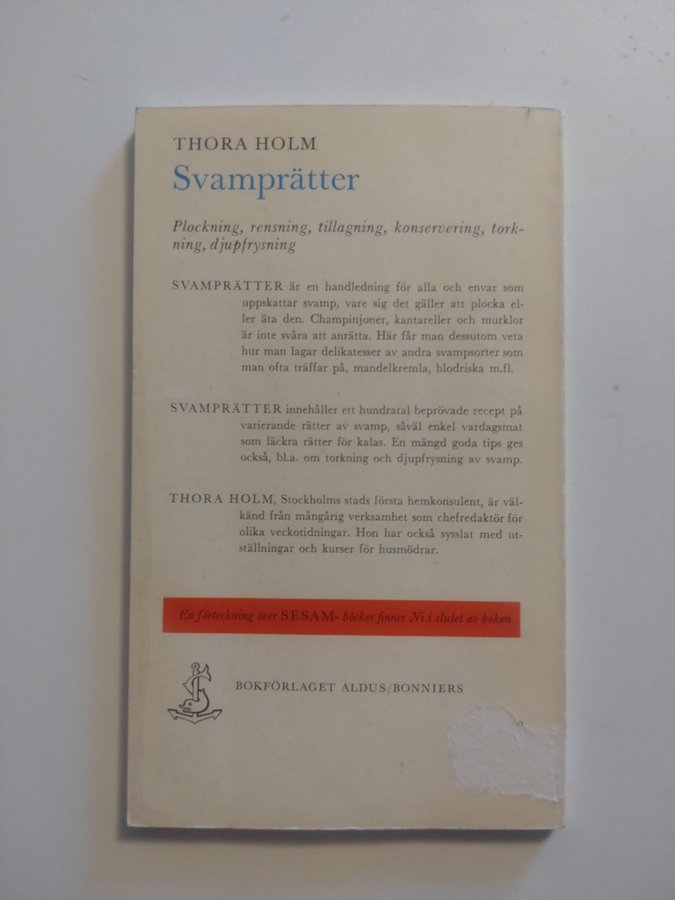 THORA HOLM
Svamprätter
Plockning, rensning, tillagning, konservering, tork-
ning, djupfrysning
SVAMPRÄTTER är en handledning för alla och envar som
uppskattar svamp, vare sig det gäller att plocka el-
ler äta den. Champinjoner, kantareller och murklor
är inte svåra att anrätta. Här får man dessutom veta
hur man lagar delikatesser av andra svampsorter som
man ofta träffar på, mandelkremla, blodriska m.fl.
SVAMPRÄTTER innehåller ett hundratal beprövade recept på
varierande rätter av svamp, såväl enkel vardagsmat
som läckra rätter för kalas. En mängd goda tips ges
också, bl.a. om torkning och djupfrysning av svamp.
THORA HOLM, Stockholms stads första hemkonsulent, är väl-
känd från mångårig verksamhet som chefredaktör för
olika veckotidningar. Hon har också sysslat med ut-
ställningar och kurser för husmödrar.
En förteckning över SESAM- böcker finner Ni i slutet av boken.
BOKFÖRLAGET ALDUS/BONNIERS